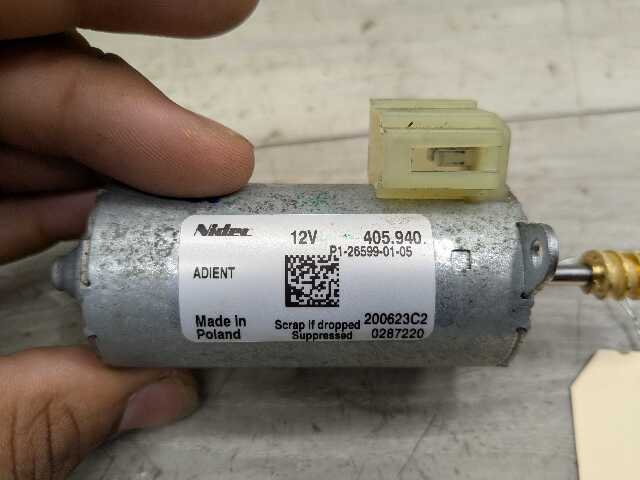 Nidec 12V 405.940.
P1-26599-01-05
ADIENT
Made in Poland
Scrap if dropped 200623C2
Suppressed 0287220